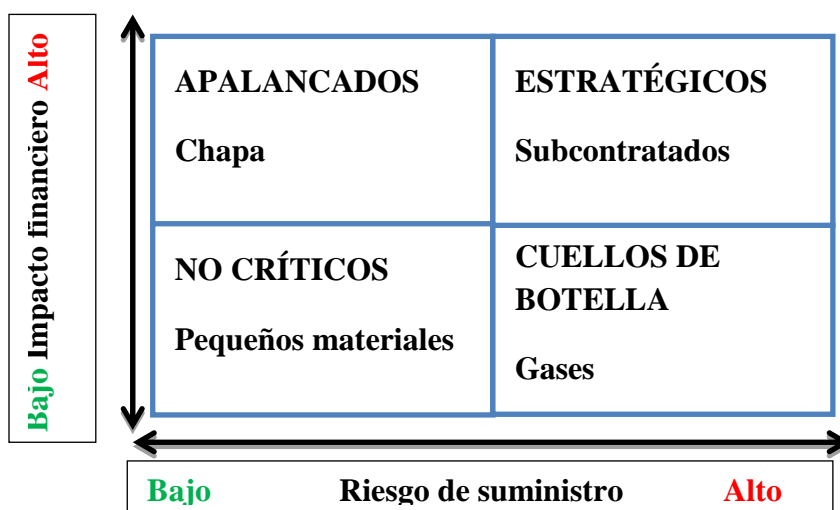 Bajo Impacto financiero Alto
APALANCADOS
Chapa
ESTRATÉGICOS
Subcontratados
NO CRÍTICOS
Pequeños materiales
CUELLOS DE
BOTELLA
Gases
Bajo Riesgo de suministro Alto